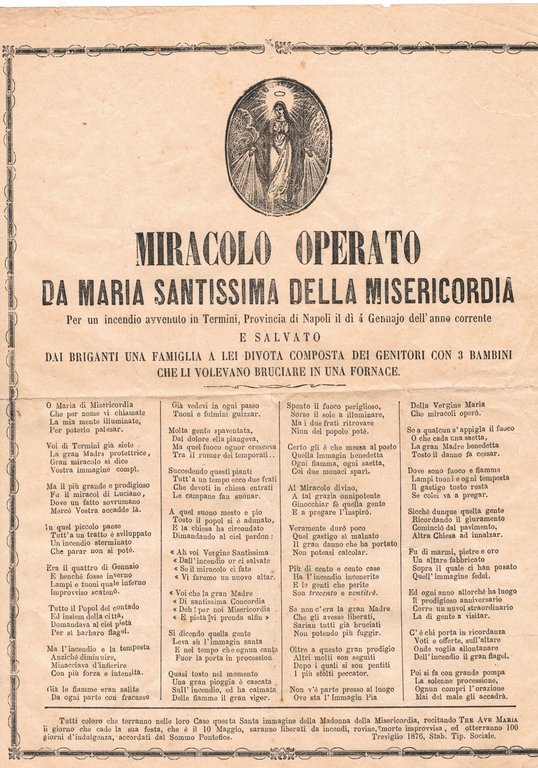 MIRACOLO OPERATO
DA MARIA SANTISSIMA DELLA MISERICORDIA
Per un incendio avvenuto in Termini, Provincia di Napoli il dì 4 Gennajo dell'anno corrente
E SALVATO
DAI BRIGANTI UNA FAMIGLIA A LEI DIVOTA COMPOSTA DEI GENITORI CON 3 BAMBINI
CHE LI VOLEVANO BRUCIARE IN UNA FORNACE.
O Maria di Misericordia
Che per nome vi chiamate
La mia mente illuminate,
Per poterlo palesar.
Voi di Termini già siete
La gran Madre protettrice,
Gran miracolo si dice
Vostra immagine compì.
Ma il più grande e prodigioso
Fu il miracol di Luciano,
Dove un fatto sovrumano
Mercè Vostra accadde là.
In quel piccolo paese
Tutt'a un tratto è sviluppato
Un incendio sterminato
Che parar non si potè.
Era il quattro di Gennaio
E benchè fosse inverno
Lampi e tuoni quale inferno
Improvviso scatenò.
Tutto il Popol del contado
Ed insiem della città,
Domandava al ciel pietà
Per sì barbaro flagel.
Ma l'incendio e la tempesta
Anzichè diminuire,
Minacciava d'infierire
Con più forza e intensità.
Già le fiamme eran salite
Da ogni parte con fracasso
Già vedevi in ogni passo
Tuoni e fulmini guizzar.
Molta gente spaventata,
Dal dolore ella piangeva,
Ma quel fuoco ognor cresceva
Tra il rumor dei temporali..
Succedendo questi pianti
Tutt'a un tempo ecco due frati
Che devoti in chiesa entrati
Le campane fan suonar.
A quel suono mesto e pio
Tosto il popol si è adunato,
E la chiesa ha circondato
Dimandando al ciel perdon:
« Ah voi Vergine Santissima
« Dall'incendio or ci salvate
« Se il miracolo ci fate
« Vi faremo un nuovo altar.
« Voi che la gran Madre
« Di santissima Concordia
« Deh! per noi Misericordia
« E pietà vi prenda alfin »
Sì dicendo quella gente
Leva sù l'immagin santa
E nel tempo che ognun canta
Fuor la porta in procession.
Quasi tosto nel momento
Una gran pioggia è cascata
Sull'incendio, ed ha calmata
Delle fiamme il gran vigor.
Spento il fuoco periglioso,
Sorse il sole a illuminare,
Ma i due frati ritrovare
Niun del popolo potè.
Certo gli è che messa al posto
Quella Immagin benedetta
Ogni fiamma, ogni saetta,
Coi due monaci sparì.
Al Miracolo divino,
A tal grazia onnipotente
Ginocchiar fè quella gente
E a pregare l'inspirò.
Veramente durò poco
Quel gastigo sì malnato
Il gran danno che ha portato
Non poteasi calcolar.
Più di cento e cento case
Ha l'incendio incenerite
E le genti che perite
Son trecento e ventitrè.
Se non c'era la gran Madre
Che gli avesse liberati,
Sarian tutti già bruciati
Non potendo più fuggir.
Oltre a questo gran prodigio
Altri molti son seguiti
Dopo i quali si son pentiti
I più stolti peccator.
Non v'è parte presso al luogo
Ove sta l'Immagin Pia
Della Vergine Maria
Che miracoli operò.
Se a qualcun s'appigia il fuoco
O che cada una saetta,
La gran Madre benedetta
Tosto il danno fa cessar.
Dove sono fuoco e fiamme
Lampi tuoni e ogni tempesta
Il gastigo tosto resta
Se colei và a pregar.
Sicchè dunque quella gente
Ricordando il giuramento
Cominciò dal pavimento,
Altra Chiesa ad innalzar.
Fu di marmi, pietre e oro
Un altare fabbricato
Sopra il quale di han posato
Quell'immagine fedel.
Ed ogni anno allorchè ha luogo
Il prodigioso anniversario
Corre un nuvol straordinario
La di gente a visitar.
C'è chi porta in ricordanza
Voti e offerte, sull'altare
Onde voglia allontanare
Dell'incendio il gran flagel.
Poi si fa con grande pompa
La solenne processione,
Ognun compri l'orazione
Mai del male gli accadrà.
Tutti coloro che terranno nelle loro Case questa Santa immagine della Madonna della Misericordia, recitando TRE AVE MARIA
il giorno che cade la sua festa, che è il 10 Maggio, saranno liberati da incendi, rovine, morte improvvisa, ed otterranno 100
giorni d'indulgenza, accordati dal Sommo Pontefice. Treviglio 1876, Stab. Tip. Sociale.